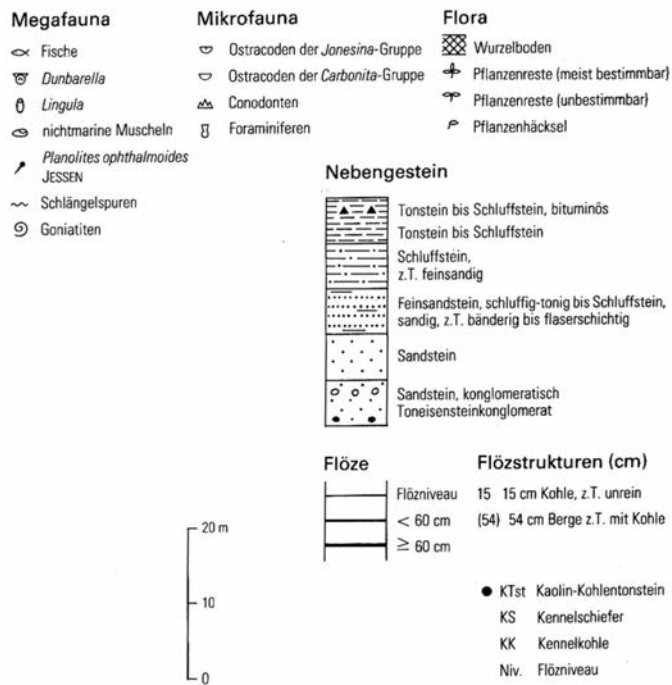 Megafauna
Fische
Dunbarella
Lingula
nichtmarine Muscheln
Planolites ophthalmoides
JESSEN
Schlängelspuren
Goniatiten
Mikrofauna
Ostracoden der Jonesina-Gruppe
Ostracoden der Carbonita-Gruppe
Conodonten
Foraminiferen
Flora
Wurzelboden
Pflanzenreste (meist bestimmbar)
Pflanzenreste (unbestimmbar)
Pflanzenhäcksel
Nebengestein
Tonstein bis Schluffstein, bituminös
Tonstein bis Schluffstein
Schluffstein,
z.T. feinsandig
Feinsandstein, schluffig-tonig bis Schluffstein,
sandig, z.T. bänderig bis flaserschichtig
Sandstein
Sandstein, konglomeratisch
Toneisensteinkonglomerat
Flöze
Flözniveau
< 60 cm
≥ 60 cm
Flözstrukturen (cm)
15 15 cm Kohle, z.T. unrein
(54) 54 cm Berge z.T. mit Kohle
20 m
10
0
KTst Kaolin-Kohlentonstein
KS Kennelschiefer
KK Kennelkohle
Niv. Flözniveau